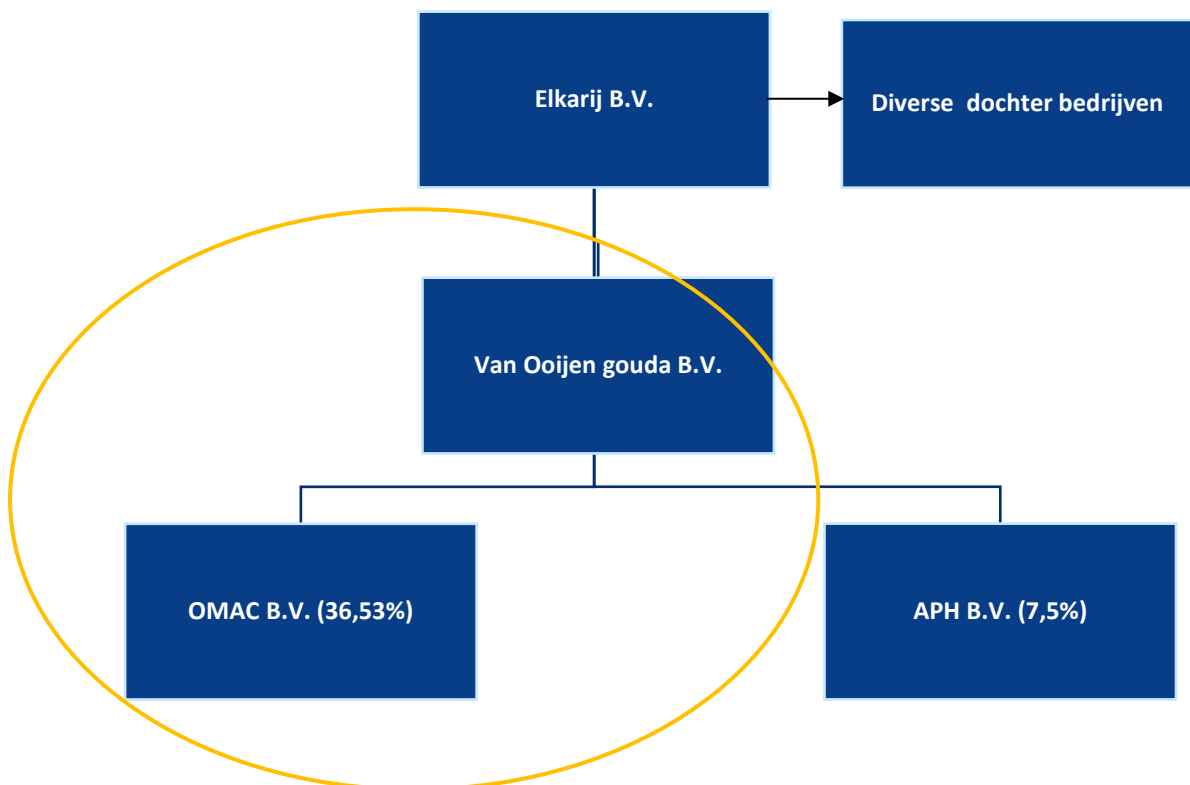 Elkarij B.V.
Diverse dochter bedrijven
Van Ooijen gouda B.V.
OMAC B.V. (36,53%)
APH B.V. (7,5%)